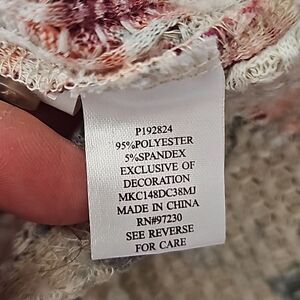 P192824
95%POLYESTER
5%SPANDEX
EXCLUSIVE OF
DECORATION
MKC148DC38MJ
MADE IN CHINA
RN#97230
SEE REVERSE
FOR CARE